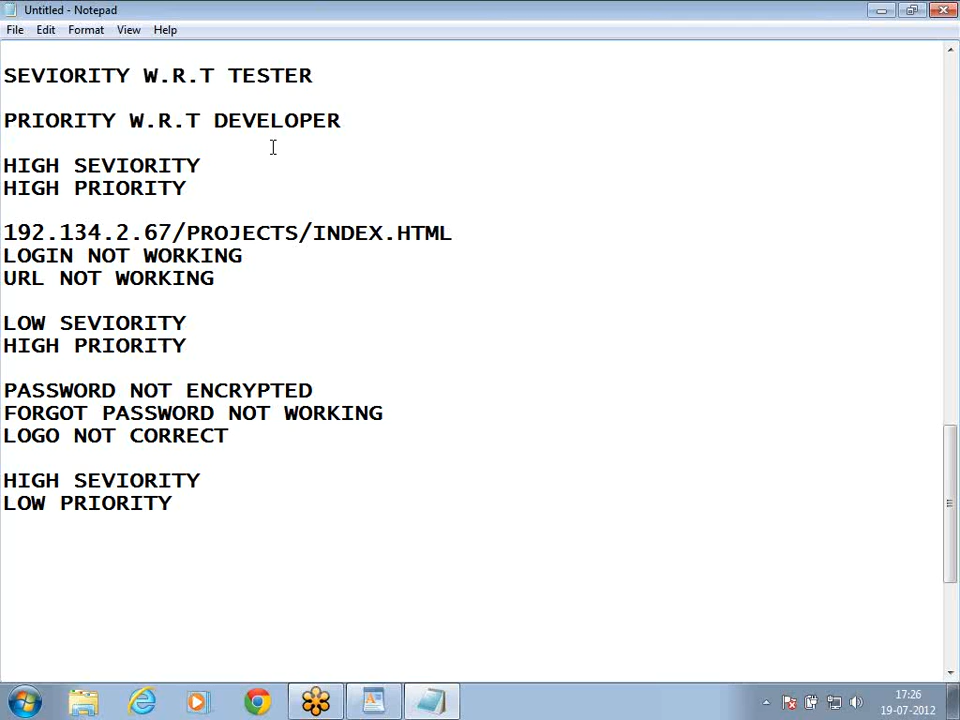 Untitled - Notepad
File Edit Format View Help
SEVIORITY W.R.T TESTER
PRIORITY W.R.T DEVELOPER
HIGH SEVIORITY
HIGH PRIORITY
192.134.2.67/PROJECTS/INDEX.HTML
LOGIN NOT WORKING
URL NOT WORKING
LOW SEVIORITY
HIGH PRIORITY
PASSWORD NOT ENCRYPTED
FORGOT PASSWORD NOT WORKING
LOGO NOT CORRECT
HIGH SEVIORITY
LOW PRIORITY
17:26
19-07-2012